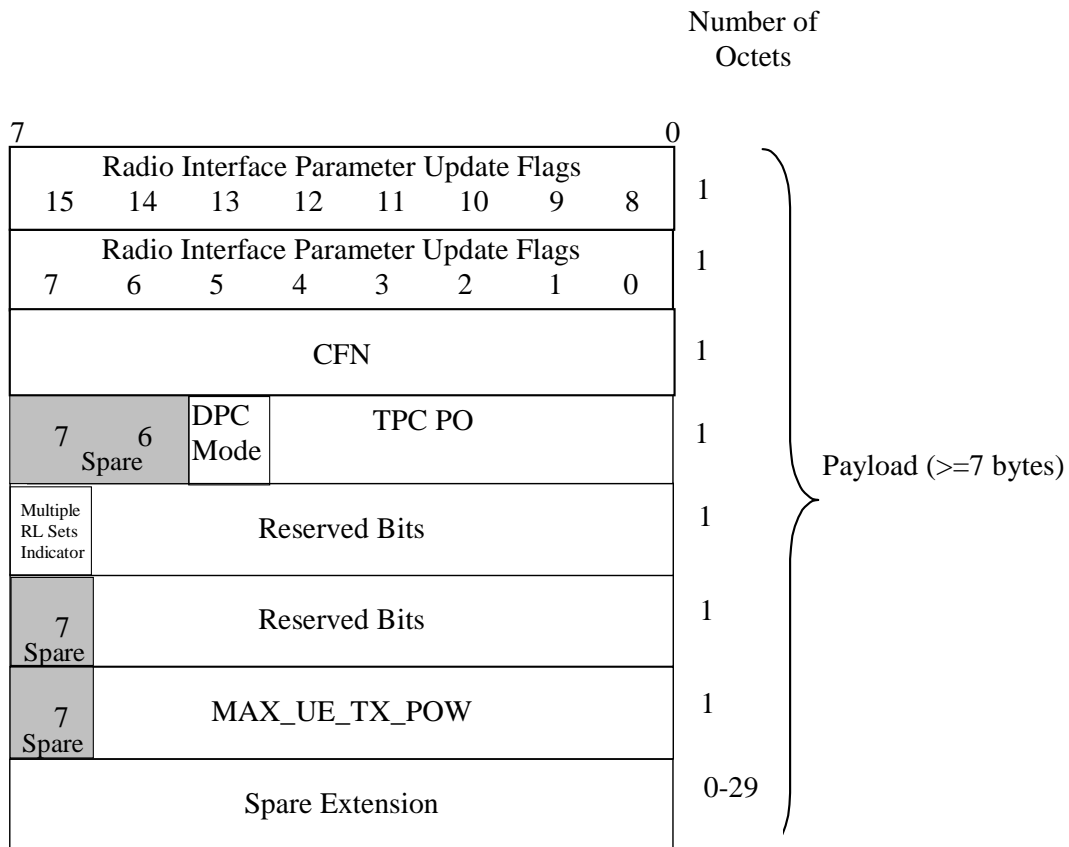 Number of
Octets
7 0
Radio Interface Parameter Update Flags
15 14 13 12 11 10 9 8
1
Radio Interface Parameter Update Flags
7 6 5 4 3 2 1 0
1
CFN
1
7 6
Spare
DPC
Mode
TPC PO
1
Payload (>=7 bytes)
Multiple
RL Sets
Indicator
Reserved Bits
1
7
Spare
Reserved Bits
1
7
Spare
MAX_UE_TX_POW
1
Spare Extension
0-29